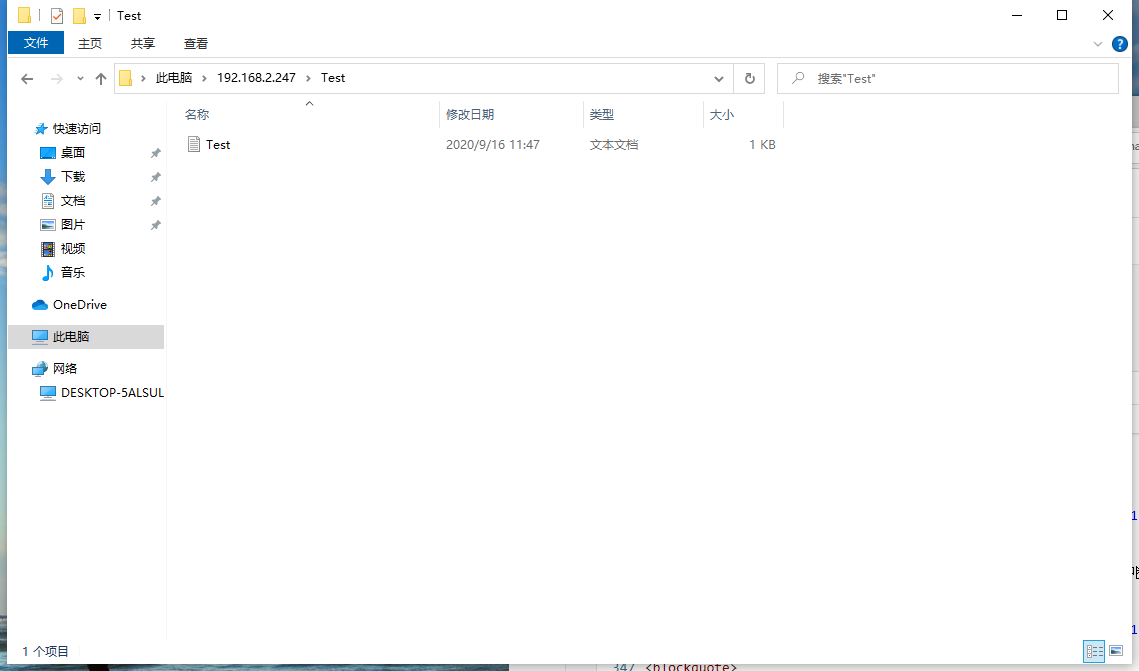 Test
文件 主页 共享 查看
此电脑 192.168.2.247 Test 搜索"Test"
名称 修改日期 类型 大小
Test 2020/9/16 11:47 文本文档 1 KB
快速访问
桌面
下载
文档
图片
视频
音乐
OneDrive
此电脑
网络
DESKTOP-5ALSUL
1 个项目
347 <blockquote>